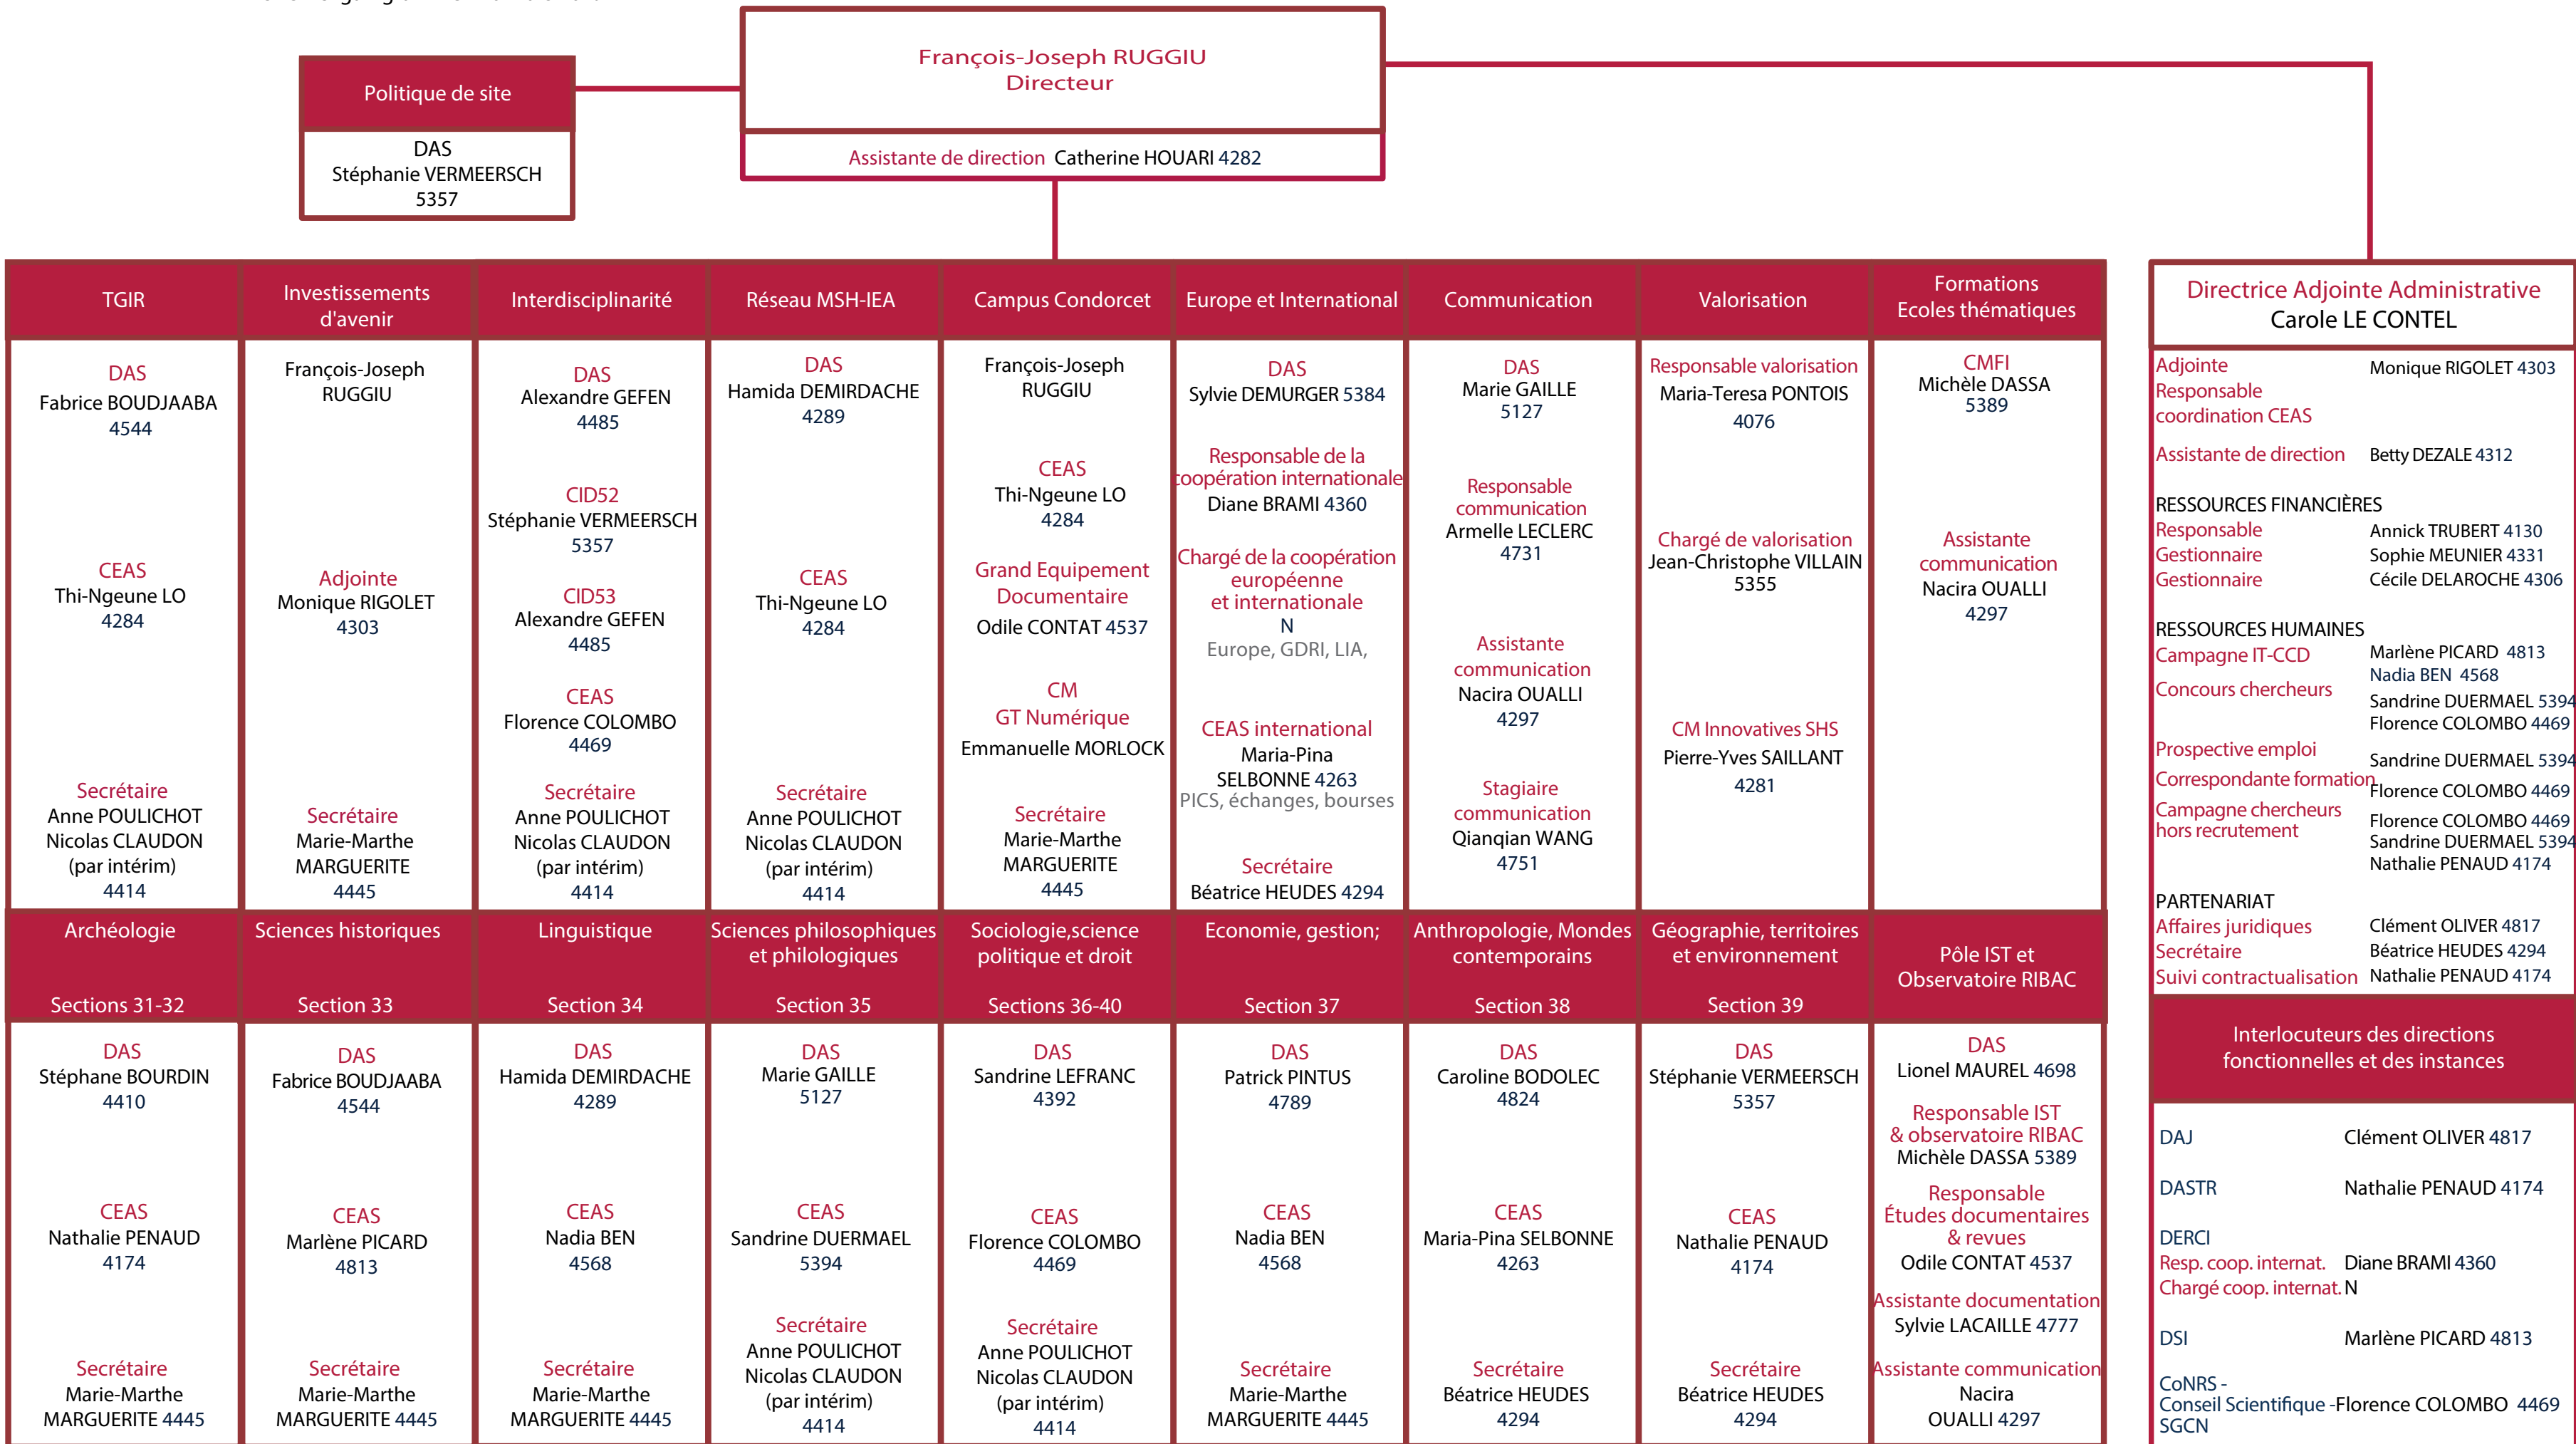 François-Joseph RUGGIU
Directeur
Assistante de direction Catherine HOUARI 4282
Politique de site
DAS
Stéphanie VERMEERSCH
5357
TGIR
DAS
Fabrice BOUDJAABA
4544
CEAS
Thi-Ngeune LO
4284
Secrétaire
Anne POULICHOT
Nicolas CLAUDON
(par intérim)
4414
Investissements
d'avenir
François-Joseph
RUGGIU
Adjointe
Monique RIGOLET
4303
Secrétaire
Marie-Marthe
MARGUERITE
4445
Interdisciplinarité
DAS
Alexandre GEFEN
4485
CID52
Stéphanie VERMEERSCH
5357
CID53
Alexandre GEFEN
4485
CEAS
Florence COLOMBO
4469
Secrétaire
Anne POULICHOT
Nicolas CLAUDON
(par intérim)
4414
Réseau MSH-IEA
DAS
Hamida DEMIRDACHE
4289
CEAS
Thi-Ngeune LO
4284
Secrétaire
Anne POULICHOT
Nicolas CLAUDON
(par intérim)
4414
Campus Condorcet
François-Joseph
RUGGIU
CEAS
Thi-Ngeune LO
4284
Grand Equipement
Documentaire
Odile CONTAT 4537
CM
GT Numérique
Emmanuelle MORLOCK
Secrétaire
Marie-Marthe
MARGUERITE
4445
Europe et International
DAS
Sylvie DEMURGER 5384
Responsable de la
coopération internationale
Diane BRAMI 4360
Chargé de la coopération
européenne
et internationale
N
Europe, GDRI, LIA,
CEAS international
Maria-Pina
SELBONNE 4263
PICS, échanges, bourses
Secrétaire
Béatrice HEUDES 4294
Communication
DAS
Marie GAILLE
5127
Responsable
communication
Armelle LECLERC
4731
Assistante
communication
Nacira OUALLI
4297
Stagiaire
communication
Qianqian WANG
4751
Valorisation
Responsable valorisation
Maria-Teresa PONTOIS
4076
Chargé de valorisation
Jean-Christophe VILLAIN
5355
CM Innovatives SHS
Pierre-Yves SAILLANT
4281
Formations
Ecoles thématiques
CMFI
Michèle DASSA
5389
Assistante
communication
Nacira OUALLI
4297
Archéologie
Sections 31-32
DAS
Stéphane BOURDIN
4410
CEAS
Nathalie PENAUD
4174
Secrétaire
Marie-Marthe
MARGUERITE 4445
Sciences historiques
Section 33
DAS
Fabrice BOUDJAABA
4544
CEAS
Marlène PICARD
4813
Secrétaire
Marie-Marthe
MARGUERITE 4445
Linguistique
Section 34
DAS
Hamida DEMIRDACHE
4289
CEAS
Nadia BEN
4568
Secrétaire
Marie-Marthe
MARGUERITE 4445
Sciences philosophiques
et philologiques
Section 35
DAS
Marie GAILLE
5127
CEAS
Sandrine DUERMAEL
5394
Secrétaire
Anne POULICHOT
Nicolas CLAUDON
(par intérim)
4414
Sociologie,science
politique et droit
Sections 36-40
DAS
Sandrine LEFRANC
4392
CEAS
Florence COLOMBO
4469
Secrétaire
Anne POULICHOT
Nicolas CLAUDON
(par intérim)
4414
Economie, gestion;
Section 37
DAS
Patrick PINTUS
4789
CEAS
Nadia BEN
4568
Secrétaire
Marie-Marthe
MARGUERITE 4445
Anthropologie, Mondes
contemporains
Section 38
DAS
Caroline BODOLEC
4824
CEAS
Maria-Pina SELBONNE
4263
Secrétaire
Béatrice HEUDES
4294
Géographie, territoires
et environnement
Section 39
DAS
Stéphanie VERMEERSCH
5357
CEAS
Nathalie PENAUD
4174
Secrétaire
Béatrice HEUDES
4294
Pôle IST et
Observatoire RIBAC
DAS
Lionel MAUREL 4698
Responsable IST
& observatoire RIBAC
Michèle DASSA 5389
Responsable
Études documentaires
& revues
Odile CONTAT 4537
Assistante documentation
Sylvie LACAILLE 4777
Assistante communication
Nacira
OUALLI 4297
Directrice Adjointe Administrative
Carole LE CONTEL
Adjointe Monique RIGOLET 4303
Responsable
coordination CEAS
Assistante de direction Betty DEZALE 4312
RESSOURCES FINANCIÈRES
Responsable Annick TRUBERT 4130
Gestionnaire Sophie MEUNIER 4331
Gestionnaire Cécile DELAROCHE 4306
RESSOURCES HUMAINES
Campagne IT-CCD Marlène PICARD 4813
Nadia BEN 4568
Concours chercheurs Sandrine DUERMAEL 5394
Florence COLOMBO 4469
Prospective emploi Sandrine DUERMAEL 5394
Correspondante formation Florence COLOMBO 4469
Campagne chercheurs Florence COLOMBO 4469
hors recrutement Sandrine DUERMAEL 5394
Nathalie PENAUD 4174
PARTENARIAT
Affaires juridiques Clément OLIVER 4817
Secrétaire Béatrice HEUDES 4294
Suivi contractualisation Nathalie PENAUD 4174
Interlocuteurs des directions
fonctionnelles et des instances
DAJ Clément OLIVER 4817
DASTR Nathalie PENAUD 4174
DERCI
Resp. coop. internat. Diane BRAMI 4360
Chargé coop. internat. N
DSI Marlène PICARD 4813
CoNRS -
Conseil Scientifique -Florence COLOMBO 4469
SGCN